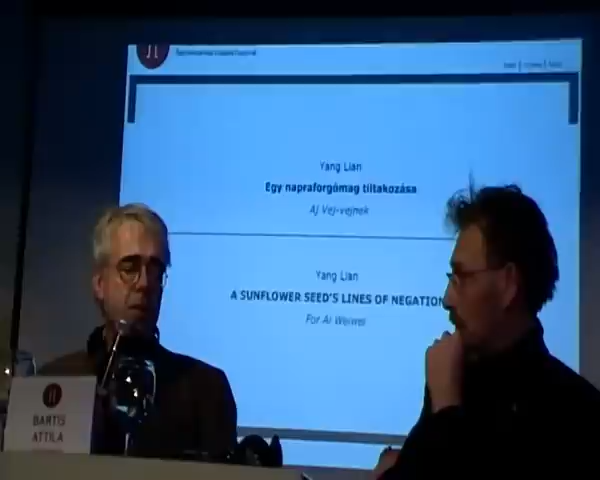 Yang Lian
Egy napraforgómag tiltakozása
Aj Vej-vejnek
Yang Lian
A SUNFLOWER SEED'S LINES OF NEGATION
For Ai Weiwei
BARTIS
ATTILA